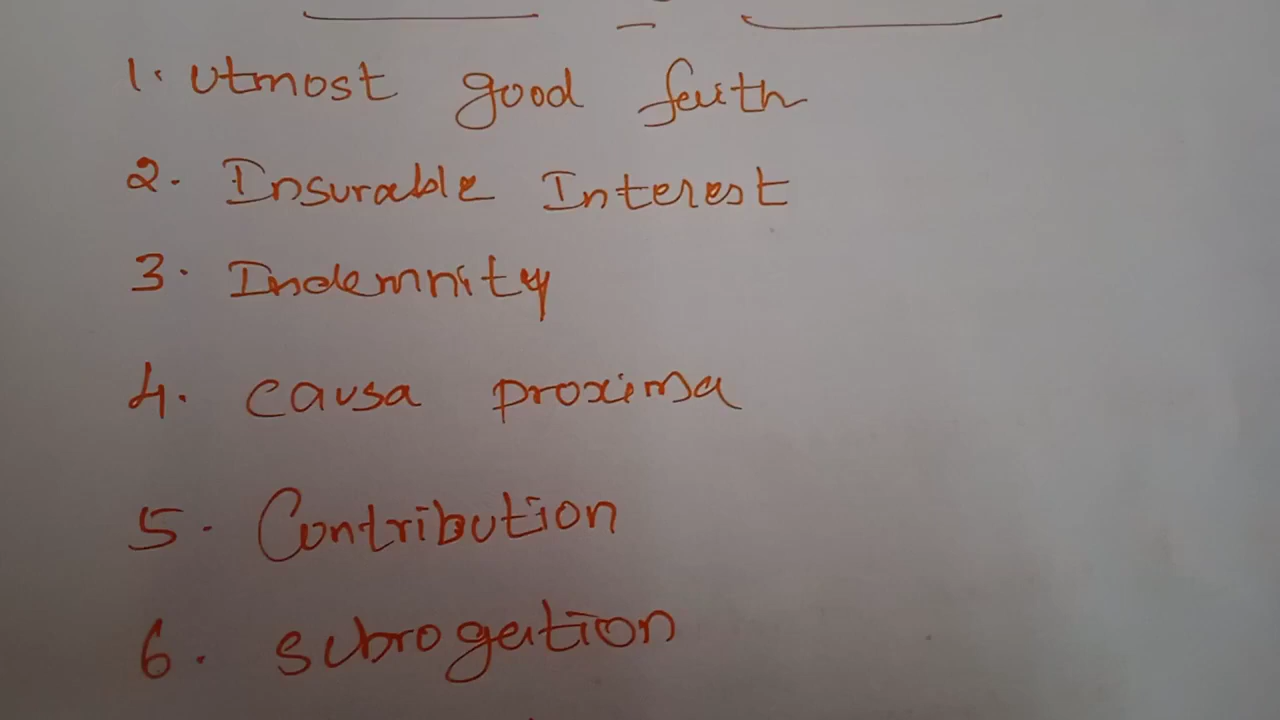 1. Utmost good faith
2. Insurable Interest
3. Indemnity
4. causa proxima
5. Contribution
6. subrogation